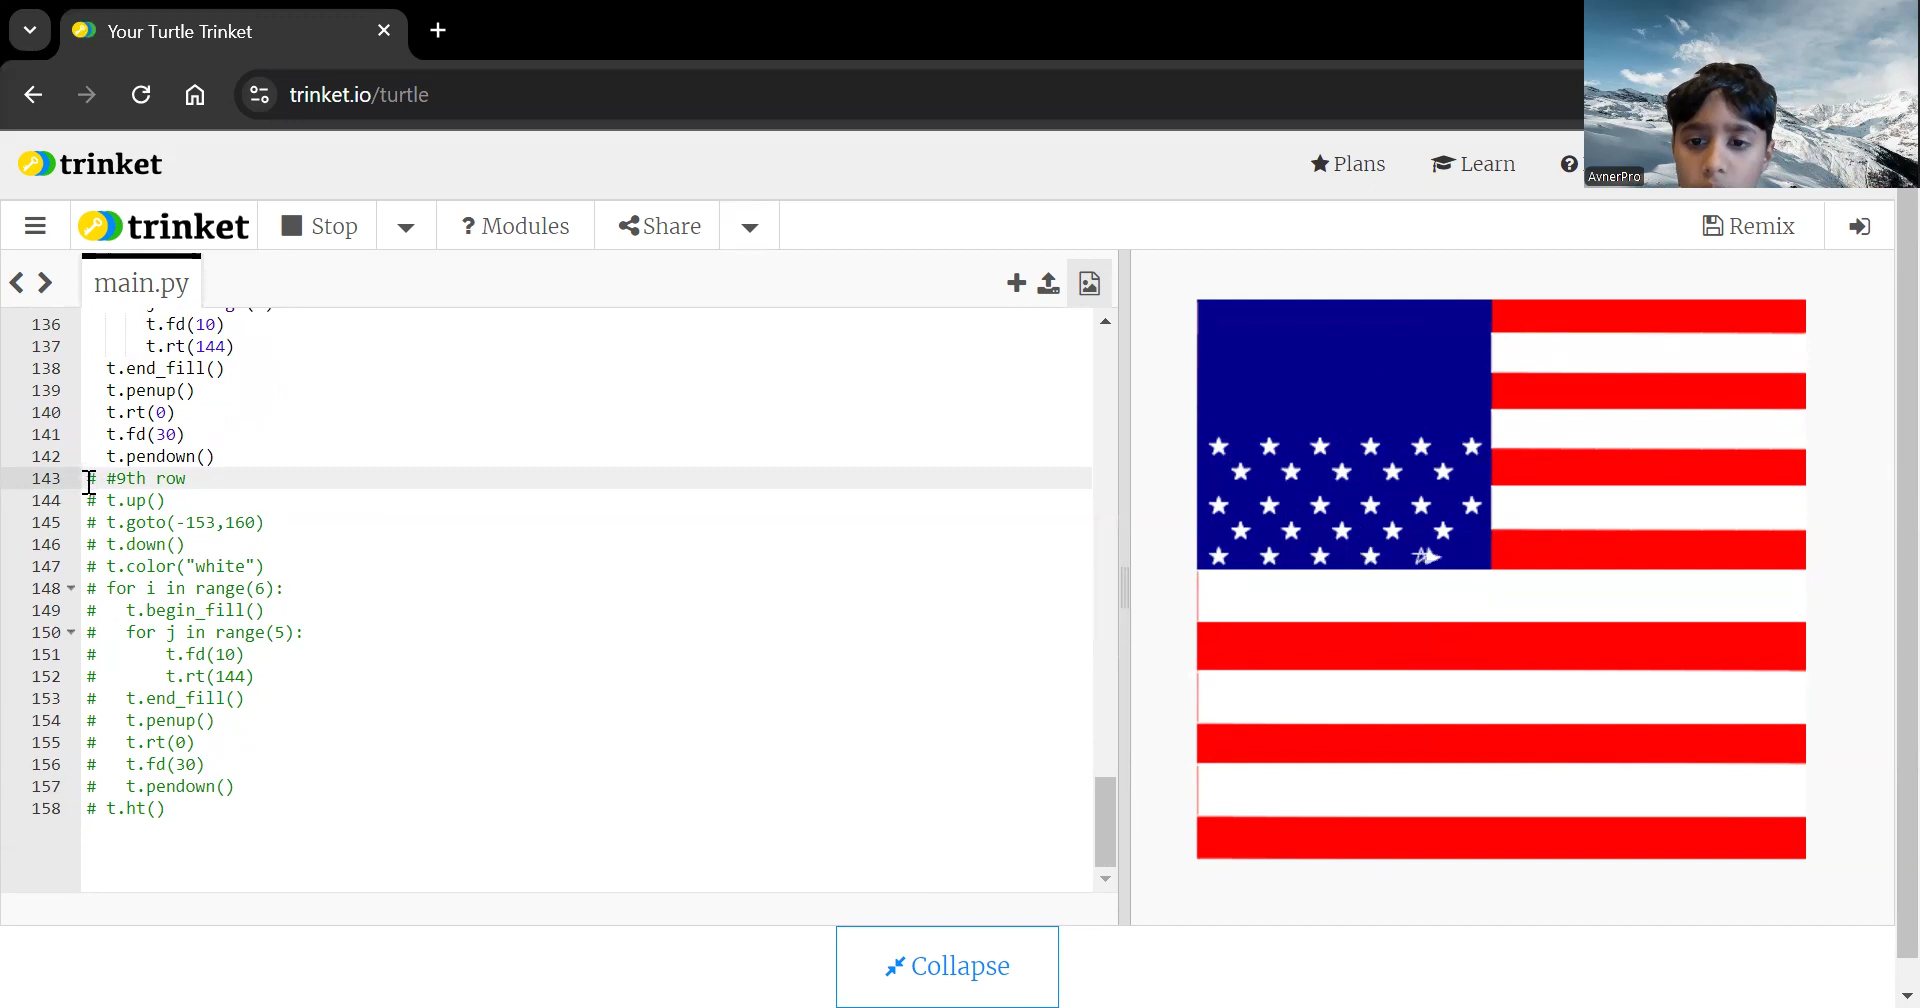 Your Turtle Trinket
trinket.io/turtle
trinket
Plans
Learn
AvnerPro
trinket
Stop
? Modules
Share
Remix
main.py
136 t.fd(10)
137 t.rt(144)
138 t.end_fill()
139 t.penup()
140 t.rt(0)
141 t.fd(30)
142 t.pendown()
143 # #9th row
144 # t.up()
145 # t.goto(-153,160)
146 # t.down()
147 # t.color("white")
148 # for i in range(6):
149 # t.begin_fill()
150 # for j in range(5):
151 # t.fd(10)
152 # t.rt(144)
153 # t.end_fill()
154 # t.penup()
155 # t.rt(0)
156 # t.fd(30)
157 # t.pendown()
158 # t.ht()
Collapse